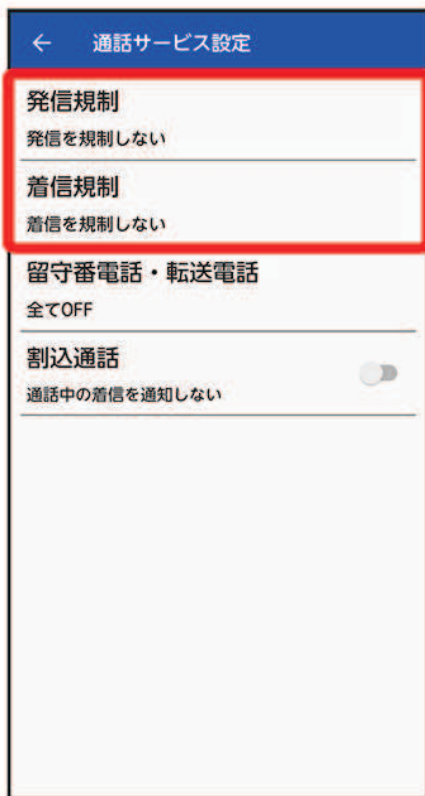 ← 通話サービス設定
発信規制
発信を規制しない
着信規制
着信を規制しない
留守番電話・転送電話
全てOFF
割込通話
通話中の着信を通知しない